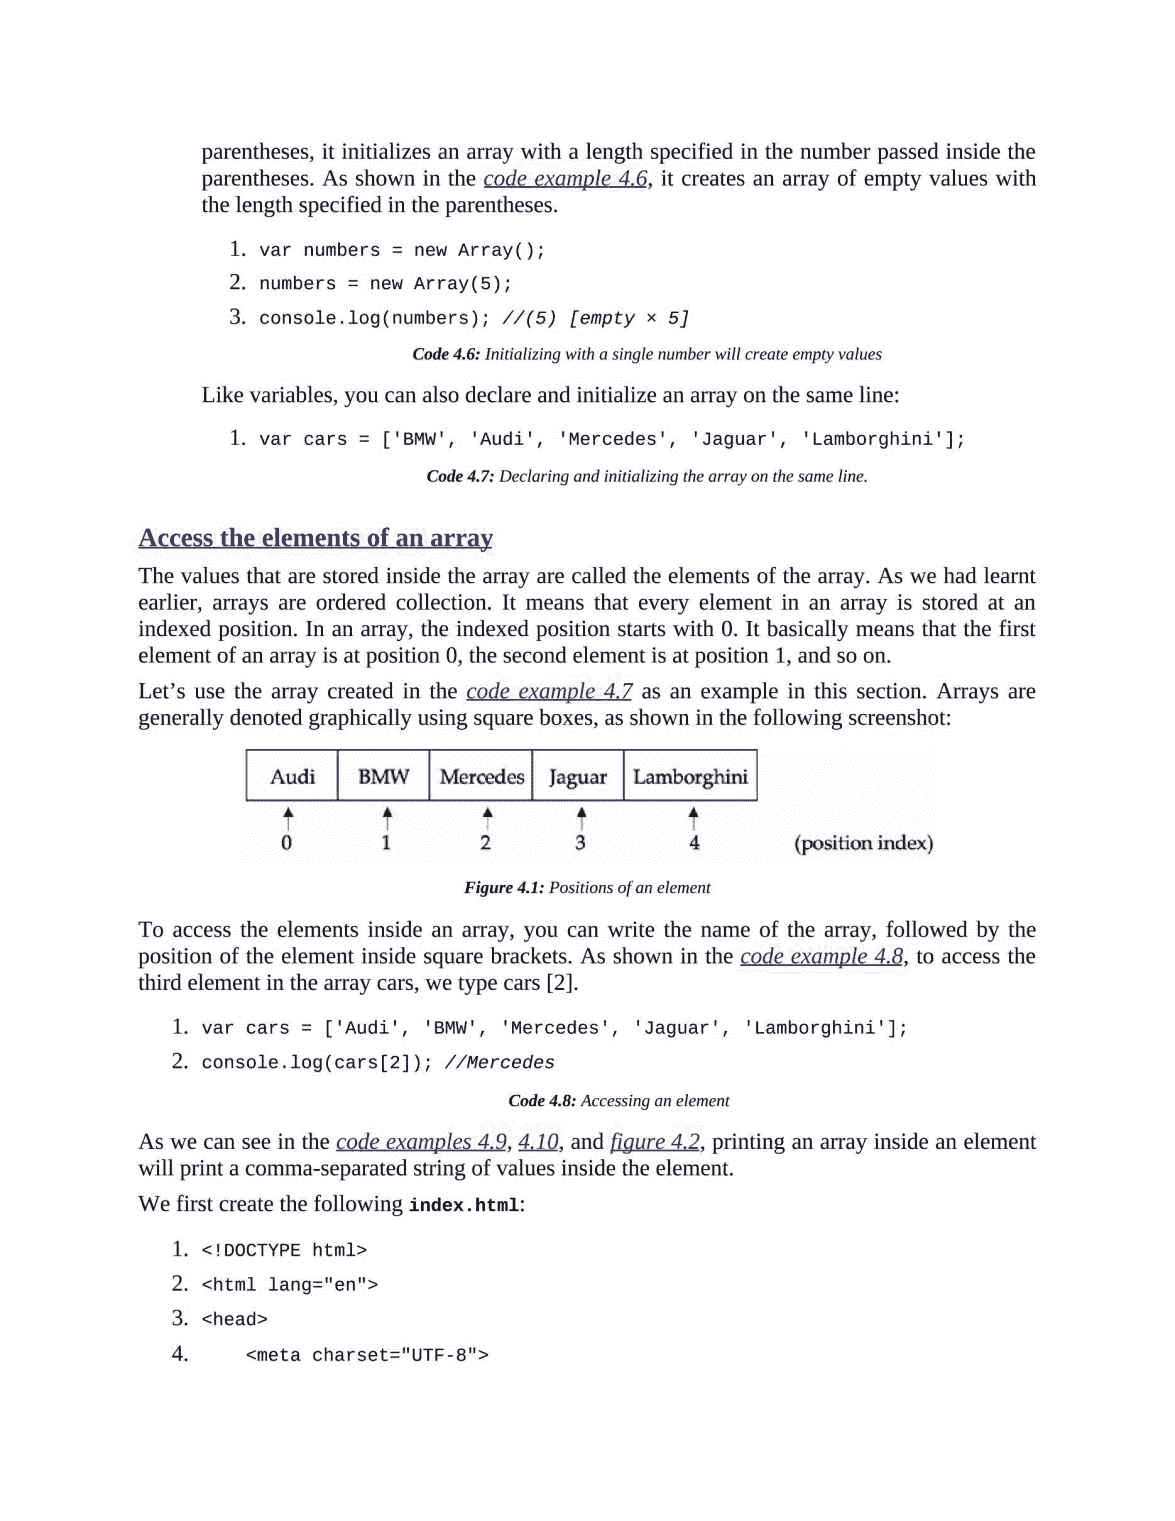 parentheses, it initializes an array with a length specified in the number passed inside the
parentheses. As shown in the code example 4.6, it creates an array of empty values with
the length specified in the parentheses.
1. var numbers = new Array();
2. numbers = new Array(5);
3. console.log(numbers); //(5) [empty × 5]
Code 4.6: Initializing with a single number will create empty values
Like variables, you can also declare and initialize an array on the same line:
1. var cars = ['BMW', 'Audi', 'Mercedes', 'Jaguar', 'Lamborghini'];
Code 4.7: Declaring and initializing the array on the same line.
Access the elements of an array
The values that are stored inside the array are called the elements of the array. As we had learnt
earlier, arrays are ordered collection. It means that every element in an array is stored at an
indexed position. In an array, the indexed position starts with 0. It basically means that the first
element of an array is at position 0, the second element is at position 1, and so on.
Let’s use the array created in the code example 4.7 as an example in this section. Arrays are
generally denoted graphically using square boxes, as shown in the following screenshot:
Audi BMW Mercedes Jaguar Lamborghini
0 1 2 3 4 (position index)
Figure 4.1: Positions of an element
To access the elements inside an array, you can write the name of the array, followed by the
position of the element inside square brackets. As shown in the code example 4.8, to access the
third element in the array cars, we type cars [2].
1. var cars = ['Audi', 'BMW', 'Mercedes', 'Jaguar', 'Lamborghini'];
2. console.log(cars[2]); //Mercedes
Code 4.8: Accessing an element
As we can see in the code examples 4.9, 4.10, and figure 4.2, printing an array inside an element
will print a comma-separated string of values inside the element.
We first create the following index.html:
1. <!DOCTYPE html>
2. <html lang="en">
3. <head>
4. <meta charset="UTF-8">